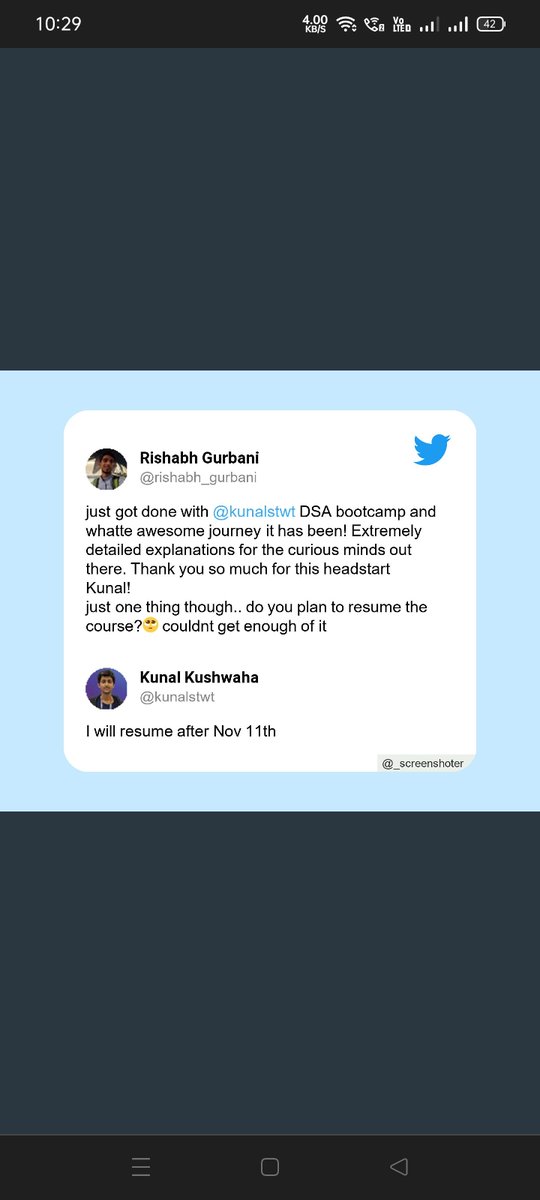 10:29
4.00
KB/S
Vo
LTE
42
Rishabh Gurbani
@rishabh_gurbani
just got done with @kunalstwt DSA bootcamp and
whatte awesome journey it has been! Extremely
detailed explanations for the curious minds out
there. Thank you so much for this headstart
Kunal!
just one thing though.. do you plan to resume the
course?🥺 couldnt get enough of it
Kunal Kushwaha
@kunalstwt
I will resume after Nov 11th
@_screenshoter